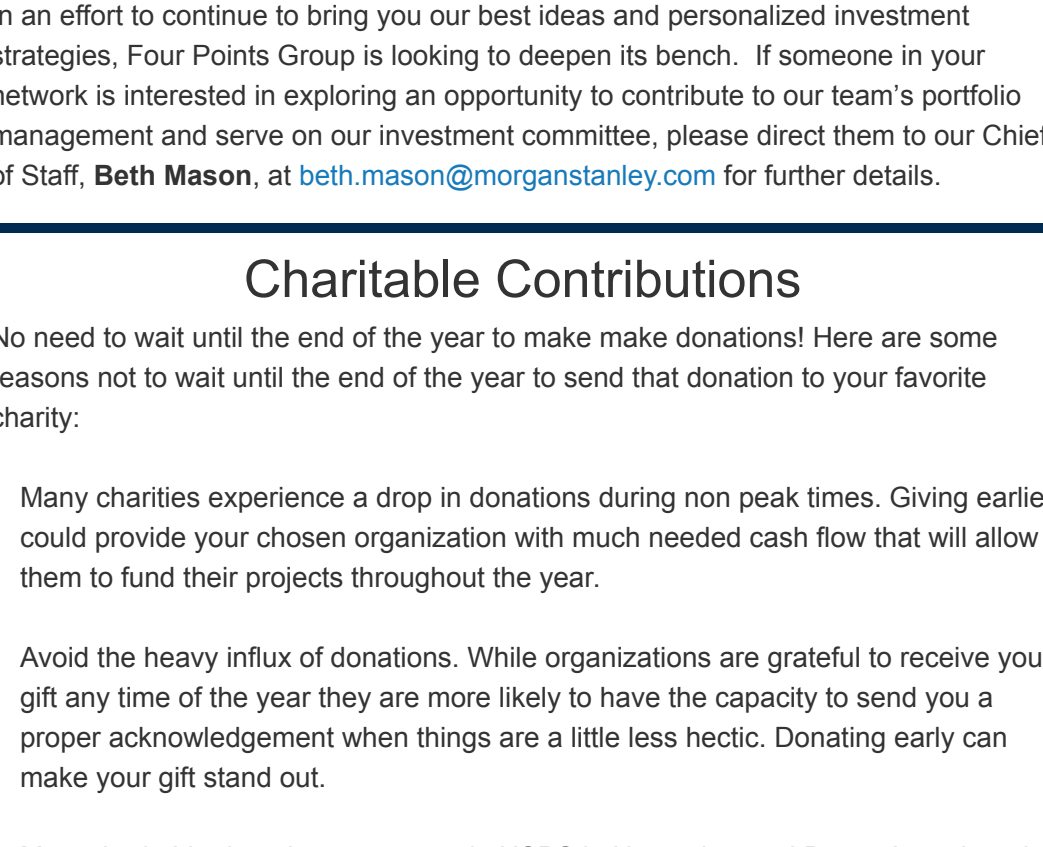 in an effort to continue to bring you our best ideas and personalized investment
strategies, Four Points Group is looking to deepen its bench.  If someone in your
network is interested in exploring an opportunity to contribute to our team's portfolio
management and serve on our investment committee, please direct them to our Chief
of Staff, Beth Mason, at beth.mason@morganstanley.com for further details.
Charitable Contributions
No need to wait until the end of the year to make make donations! Here are some
reasons not to wait until the end of the year to send that donation to your favorite
charity:
Many charities experience a drop in donations during non peak times. Giving earlie
could provide your chosen organization with much needed cash flow that will allow
them to fund their projects throughout the year.
Avoid the heavy influx of donations. While organizations are grateful to receive you
gift any time of the year they are more likely to have the capacity to send you a
proper acknowledgement when things are a little less hectic. Donating early can
make your gift stand out.